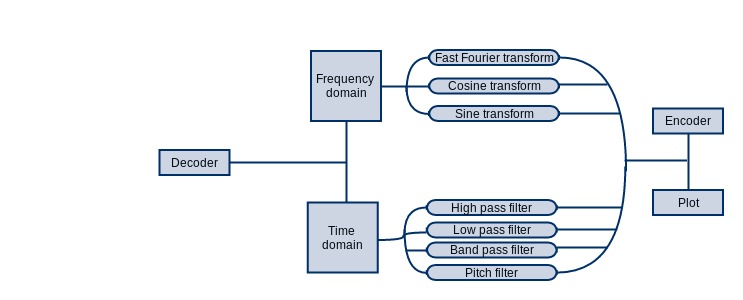 Decoder
Frequency
domain
Fast Fourier transform
Cosine transform
Sine transform
Time
domain
High pass filter
Low pass filter
Band pass filter
Pitch filter
Encoder
Plot